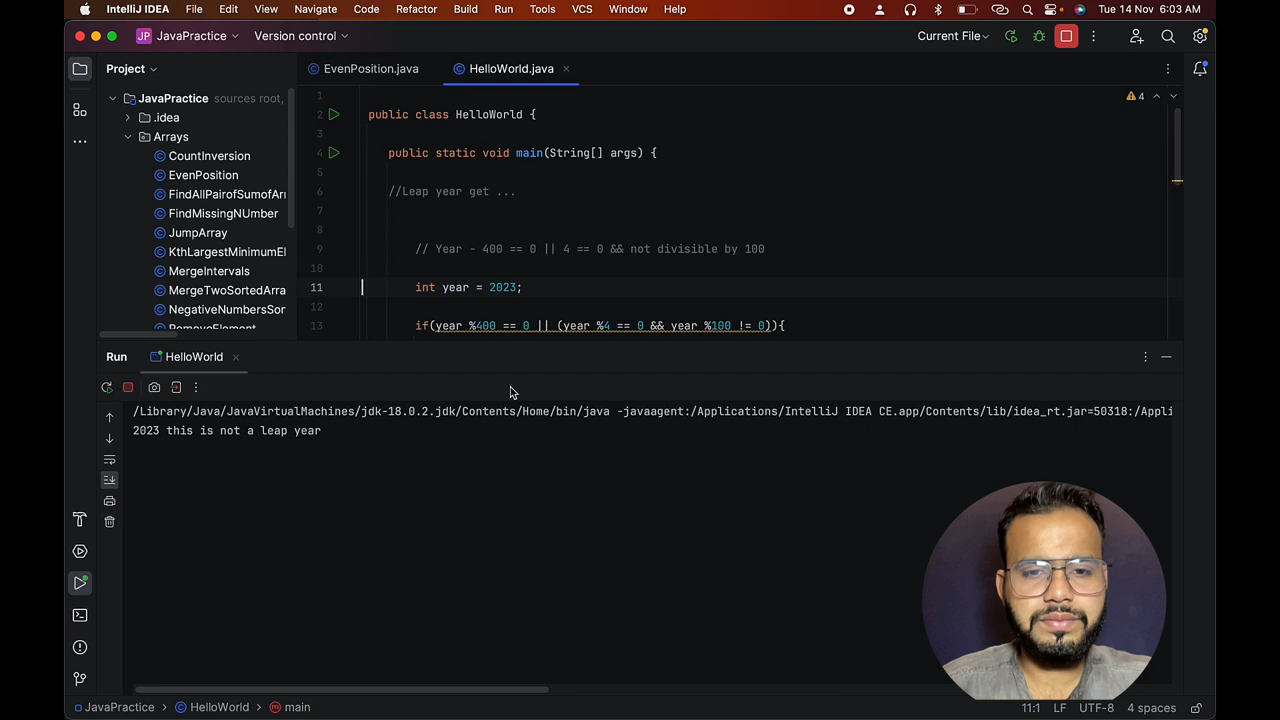 IntelliJ IDEA File Edit View Navigate Code Refactor Build Run Tools VCS Window Help Tue 14 Nov 6:03 AM
JP JavaPractice Version control Current File
Project EvenPosition.java HelloWorld.java
JavaPractice sources root,
.idea
Arrays
CountInversion
EvenPosition
FindAllPairofSumofArr
FindMissingNUmber
JumpArray
KthLargestMinimumEl
MergeIntervals
MergeTwoSortedArra
NegativeNumbersSor
RemoveElement
4
1
2 public class HelloWorld {
3
4 public static void main(String[] args) {
5
6 //Leap year get ...
7
8
9 // Year - 400 == 0 || 4 == 0 && not divisible by 100
10
11 int year = 2023;
12
13 if(year %400 == 0 || (year %4 == 0 && year %100 != 0)){
Run HelloWorld
/Library/Java/JavaVirtualMachines/jdk-18.0.2.jdk/Contents/Home/bin/java -javaagent:/Applications/IntelliJ IDEA CE.app/Contents/lib/idea_rt.jar=50318:/Appli
2023 this is not a leap year
JavaPractice > HelloWorld > main 11:1 LF UTF-8 4 spaces